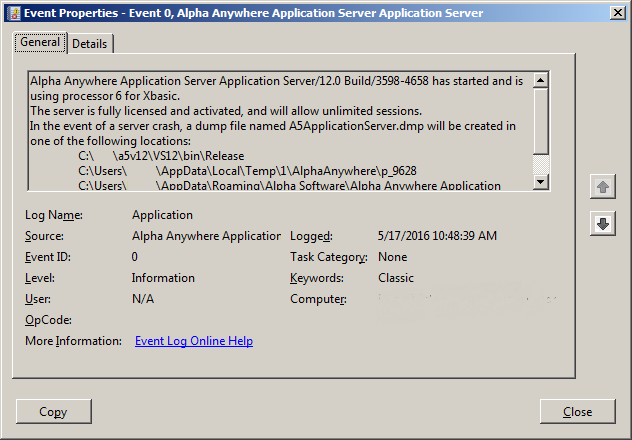 Event Properties - Event 0, Alpha Anywhere Application Server Application Server
General Details
Alpha Anywhere Application Server Application Server/12.0 Build/3598-4658 has started and is
using processor 6 for Xbasic.
The server is fully licensed and activated, and will allow unlimited sessions.
In the event of a server crash, a dump file named A5ApplicationServer.dmp will be created in
one of the following locations:
C:\ \a5v12\VS12\bin\Release
C:\Users\ \AppData\Local\Temp\1\AlphaAnywhere\p_9628
C:\Users\ \AppData\Roaming\Alpha Software\Alpha Anywhere Application
Log Name: Application
Source: Alpha Anywhere Application Logged: 5/17/2016 10:48:39 AM
Event ID: 0 Task Category: None
Level: Information Keywords: Classic
User: N/A Computer:
OpCode:
More Information: Event Log Online Help
Copy Close